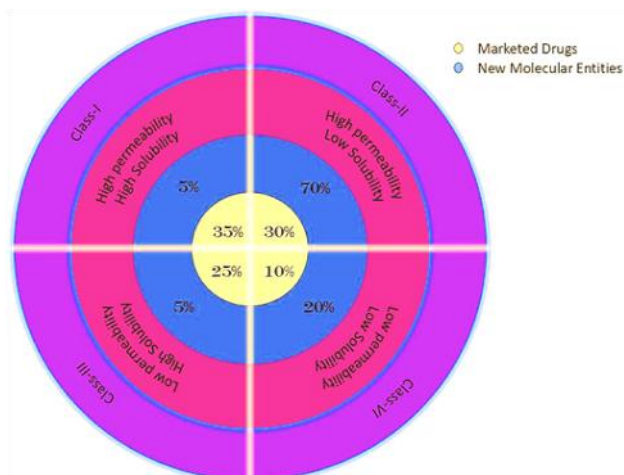 Marketed Drugs
New Molecular Entities
Class-I
Class-II
High permeability
High Solubility
High permeability
Low Solubility
5%
70%
35%
30%
25%
10%
5%
20%
Low permeability
High Solubility
Low permeability
Low Solubility
Class-III
Class-VI